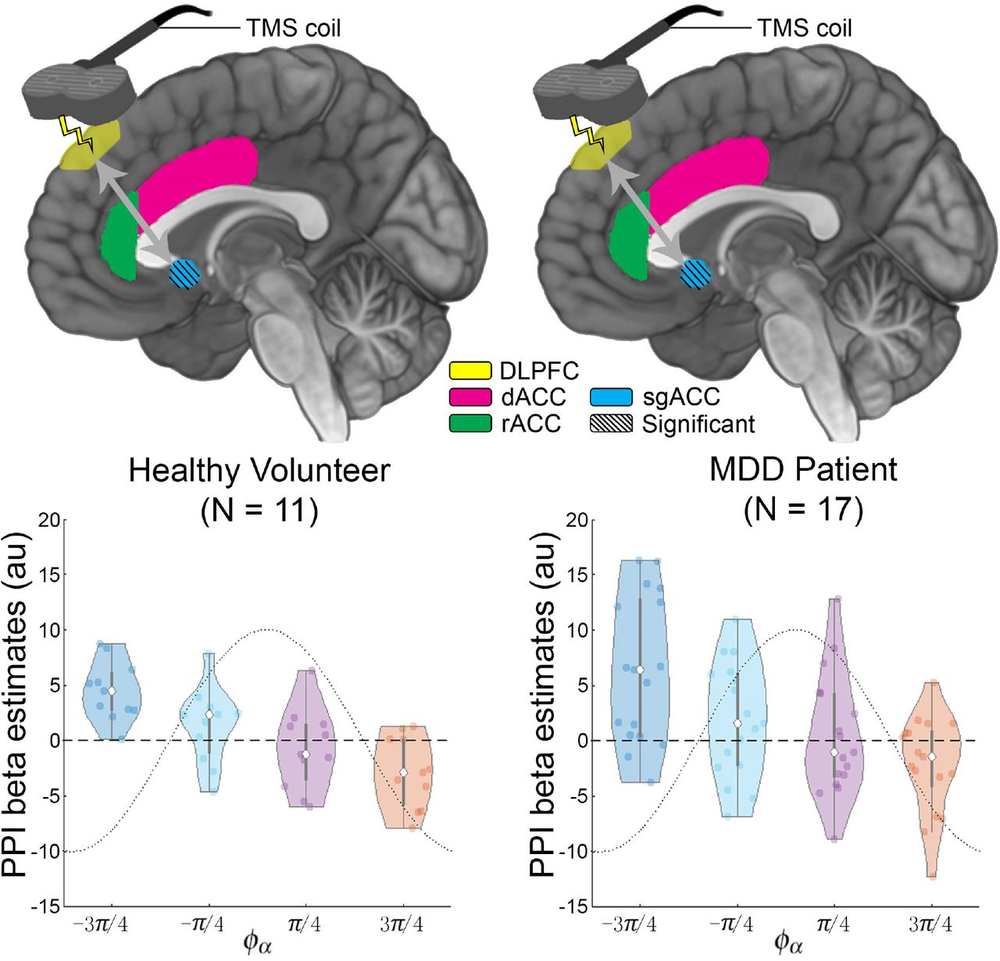 TMS coil
TMS coil
DLPFC
dACC
sgACC
rACC
Significant
Healthy Volunteer
(N = 11)
MDD Patient
(N = 17)
PPI beta estimates (au)
20
15
10
5
0
-5
-10
-15
−3π/4
−π/4
π/4
3π/4
ϕα
PPI beta estimates (au)
20
15
10
5
0
-5
-10
-15
−3π/4
−π/4
π/4
3π/4
ϕα